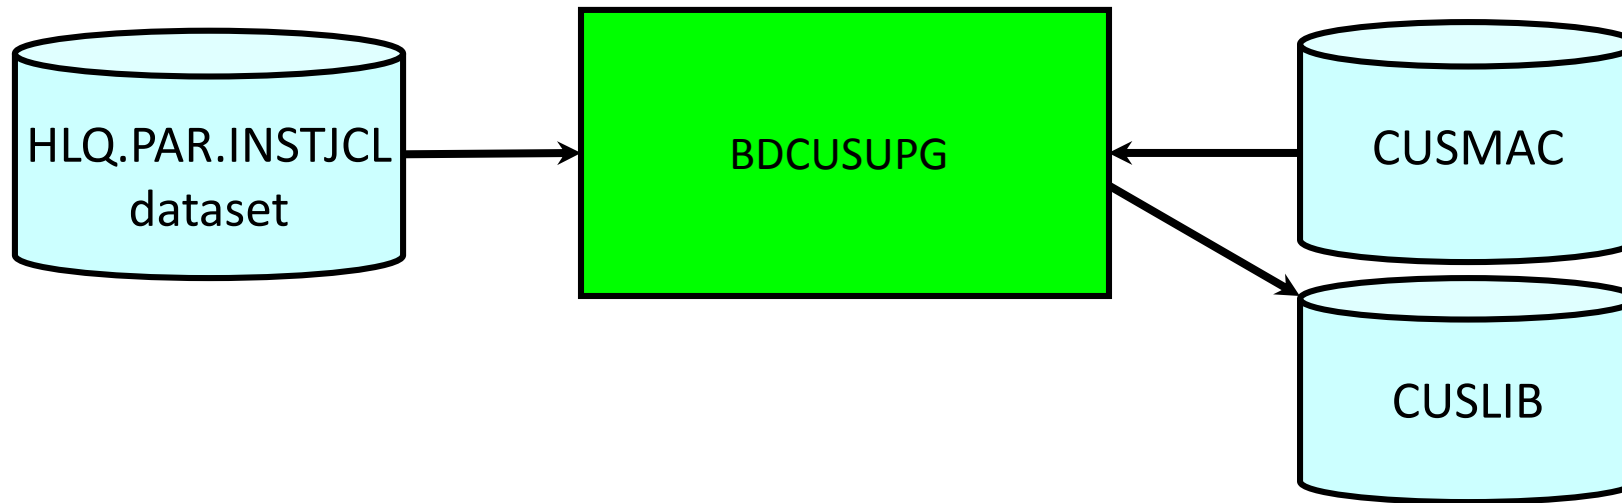 HLQ.PAR.INSTJCL
dataset
BDCUSUPG
CUSMAC
CUSLIB